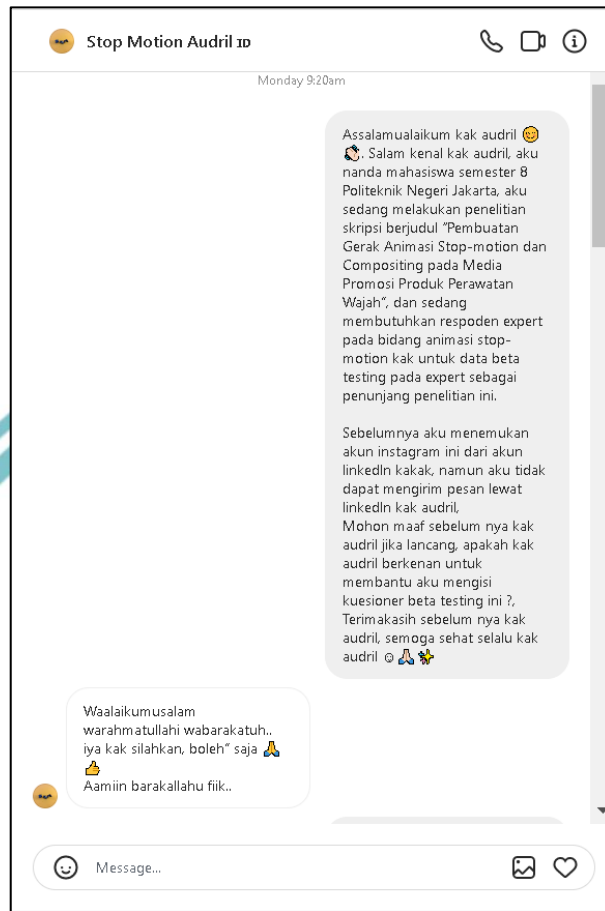 Stop Motion Audril ID
Monday 9:20am
Assalamualaikum kak audril 😊
👏🏻. Salam kenal kak audril, aku
nanda mahasiswa semester 8
Politeknik Negeri Jakarta, aku
sedang melakukan penelitian
skripsi berjudul "Pembuatan
Gerak Animasi Stop-motion dan
Compositing pada Media
Promosi Produk Perawatan
Wajah", dan sedang
membutuhkan respoden expert
pada bidang animasi stop-
motion kak untuk data beta
testing pada expert sebagai
penunjang penelitian ini.
Sebelumnya aku menemukan
akun instagram ini dari akun
linkedIn kakak, namun aku tidak
dapat mengirim pesan lewat
linkedIn kak audril,
Mohon maaf sebelum nya kak
audril jika lancang, apakah kak
audril berkenan untuk
membantu aku mengisi
kuesioner beta testing ini ?,
Terimakasih sebelum nya kak
audril, semoga sehat selalu kak
audril ☺🙏🏻✨
Waalaikumusalam
warahmatullahi wabarakatuh..
iya kak silahkan, boleh" saja 🙏
👍
Aamiin barakallahu fiik..
Message...